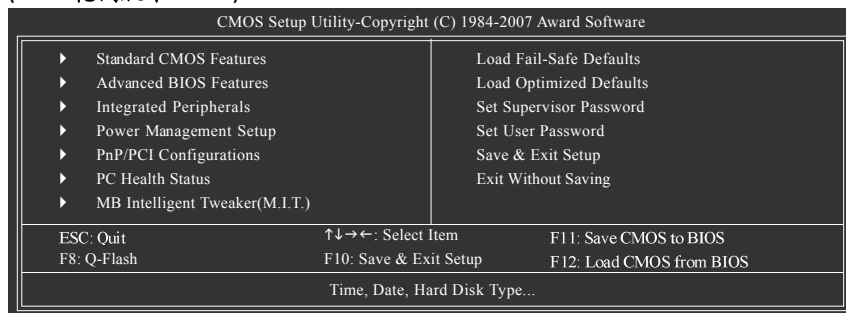 CMOS Setup Utility-Copyright (C) 1984-2007 Award Software
Standard CMOS Features
Advanced BIOS Features
Integrated Peripherals
Power Management Setup
PnP/PCI Configurations
PC Health Status
MB Intelligent Tweaker(M.I.T.)
Load Fail-Safe Defaults
Load Optimized Defaults
Set Supervisor Password
Set User Password
Save & Exit Setup
Exit Without Saving
ESC: Quit
↑↓→←: Select Item
F11: Save CMOS to BIOS
F8: Q-Flash
F10: Save & Exit Setup
F12: Load CMOS from BIOS
Time, Date, Hard Disk Type...